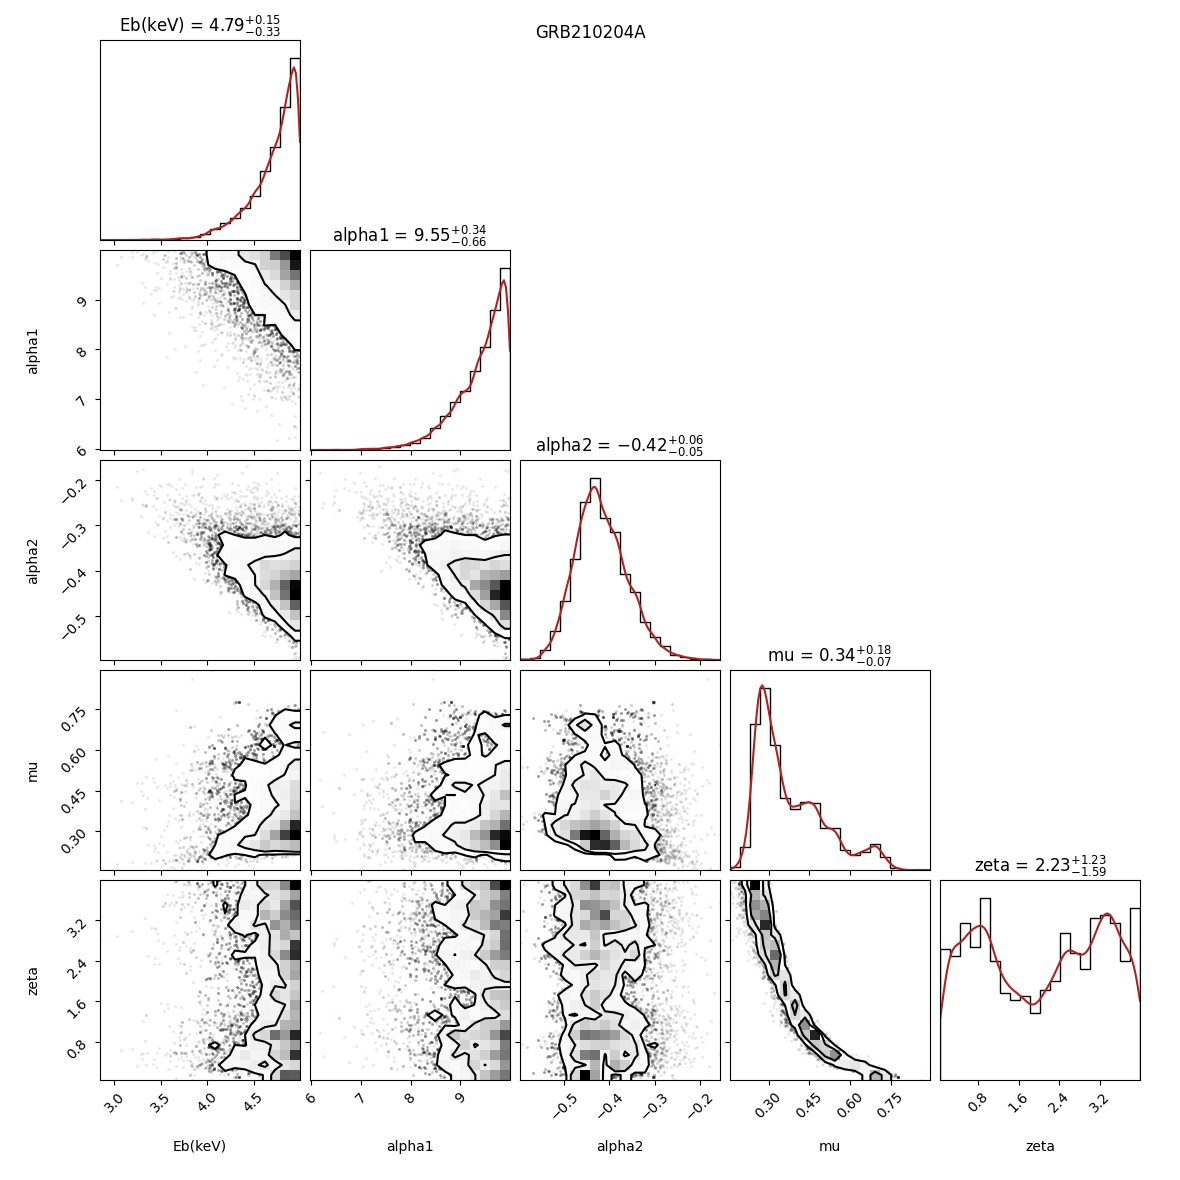 GRB210204A
Eb(keV) = 4.79+0.15 −0.33
alpha1 = 9.55+0.34 −0.66
alpha1
9
8
7
6
alpha2 = −0.42+0.06 −0.05
alpha2
−0.2
−0.3
−0.4
−0.5
mu = 0.34+0.18 −0.07
mu
0.75
0.60
0.45
0.30
zeta = 2.23+1.23 −1.59
zeta
3.2
2.4
1.6
0.8
3.0 3.5 4.0 4.5 6 7 8 9 −0.5 −0.4 −0.3 −0.2 0.30 0.45 0.60 0.75 0.8 1.6 2.4 3.2
Eb(keV) alpha1 alpha2 mu zeta